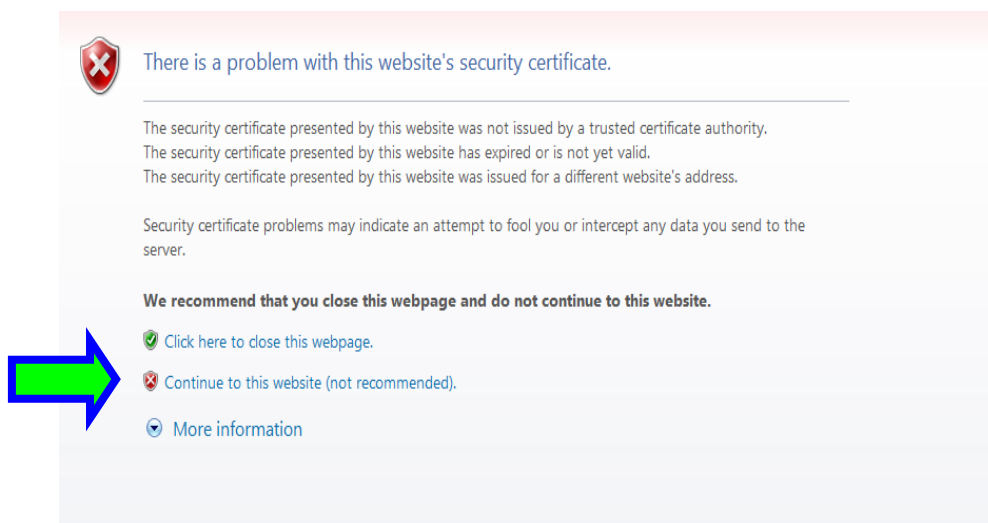 There is a problem with this website's security certificate.
The security certificate presented by this website was not issued by a trusted certificate authority.
The security certificate presented by this website has expired or is not yet valid.
The security certificate presented by this website was issued for a different website's address.
Security certificate problems may indicate an attempt to fool you or intercept any data you send to the
server.
We recommend that you close this webpage and do not continue to this website.
Click here to close this webpage.
Continue to this website (not recommended).
More information